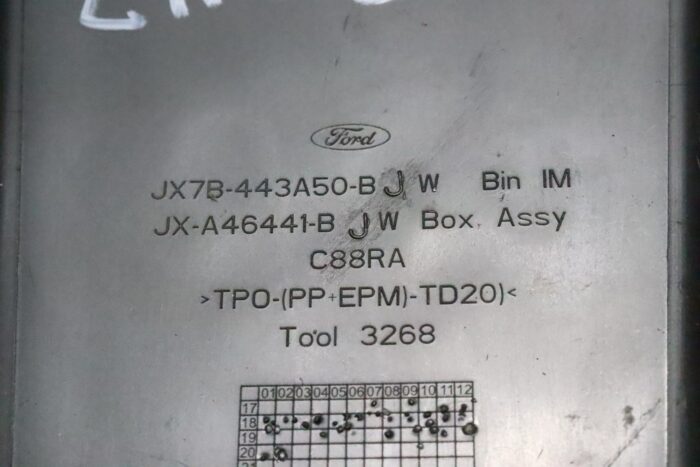 Ford
JX7B-443A50-B J W Bin IM
JX-A46441-B J W Box Assy
C88RA
>TPO-(PP+EPM)-TD20)<
Tool 3268
01 02 03 04 05 06 07 08 09 10 11 12
17
18
19
20